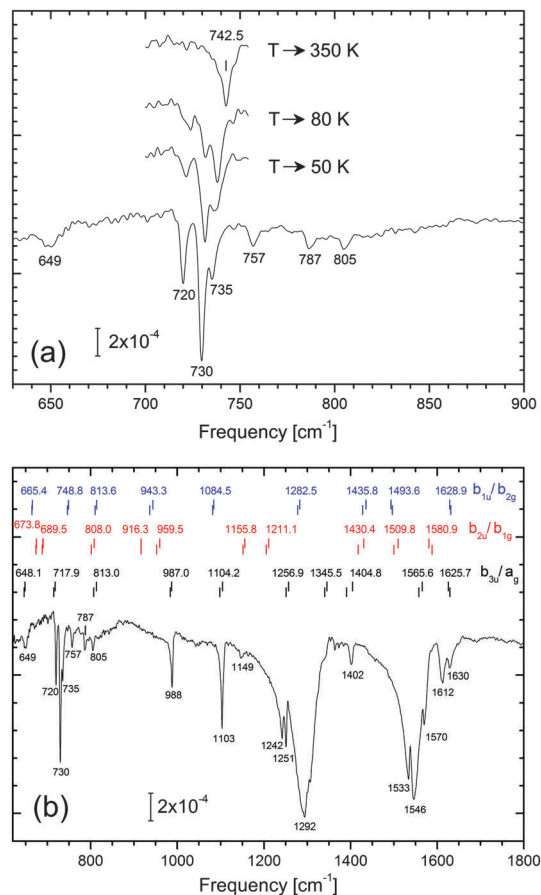 742.5
T→350 K
T→80 K
T→50 K
649
720
730
735
757
787
805
(a)
2x10⁻⁴
650 700 750 800 850 900
Frequency [cm⁻¹]
665.4 748.8 813.6 943.3 1084.5 1282.5 1435.8 1493.6 1628.9 b₁ᵤ/b₂g
673.8 689.5 808.0 916.3 959.5 1155.8 1211.1 1430.4 1509.8 1580.9 b₂ᵤ/b₁g
648.1 717.9 813.0 987.0 1104.2 1256.9 1345.5 1404.8 1565.6 1625.7 b₃ᵤ/ag
649
720
730
735
757
787
805
988
1103
1149
1242
1251
1292
1402
1533
1546
1570
1612
1630
(b)
2x10⁻⁴
800 1000 1200 1400 1600 1800
Frequency [cm⁻¹]